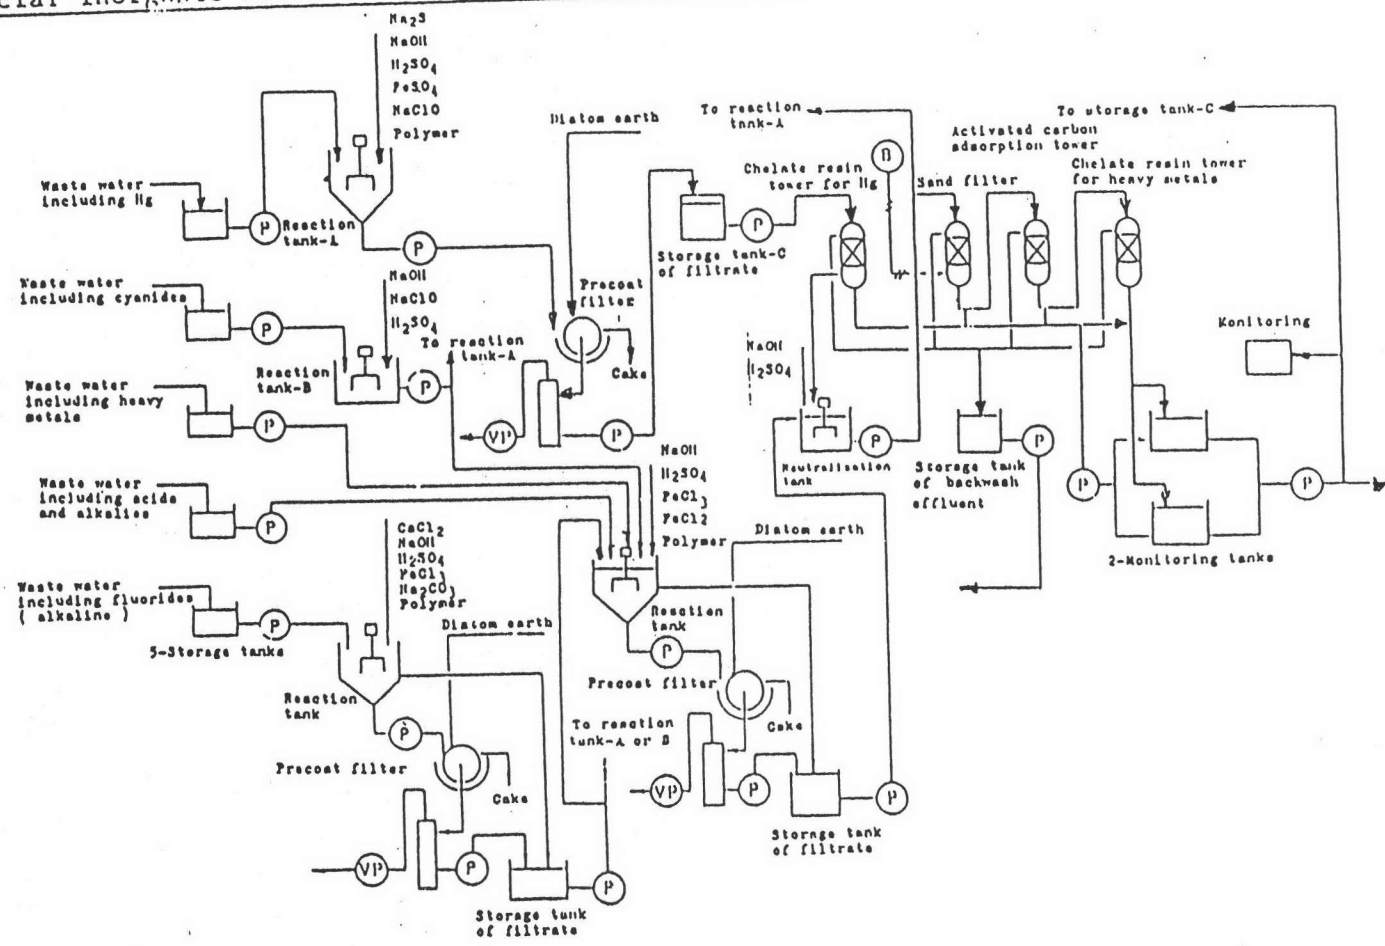 Na₂S
NaOH
H₂SO₄
FeSO₄
NaClO
Polymer
Waste water
including Hg
P
Reaction
tank-A
P
Diatom earth
Precoat
filter
Cake
VP
P
Waste water
including cyanides
P
NaOH
NaClO
H₂SO₄
To reaction
tank-A
Reaction
tank-B
P
Waste water
including heavy
metals
P
Waste water
including acids
and alkalies
P
Waste water
including fluorides
( alkaline )
P
5-Storage tanks
CaCl₂
NaOH
H₂SO₄
FeCl₃
Na₂CO₃
Polymer
Reaction
tank
P
Diatom earth
Precoat filter
Cake
VP
P
Storage tank
of filtrate
P
NaOH
H₂SO₄
FeCl₃
FeCl₂
Polymer
Reaction
tank
P
Diatom earth
Precoat filter
Cake
To reaction
tank-A or B
VP
P
Storage tank
of filtrate
P
Storage tank-C
of filtrate
P
To reaction
tank-A
Chelate resin
tower for Hg
B
Sand filter
Activated carbon
adsorption tower
Chelate resin tower
for heavy metals
To storage tank-C
NaOH
H₂SO₄
Neutralization
tank
P
Storage tank
of backwash
effluent
P
P
Monitoring
2-Monitoring tanks
P